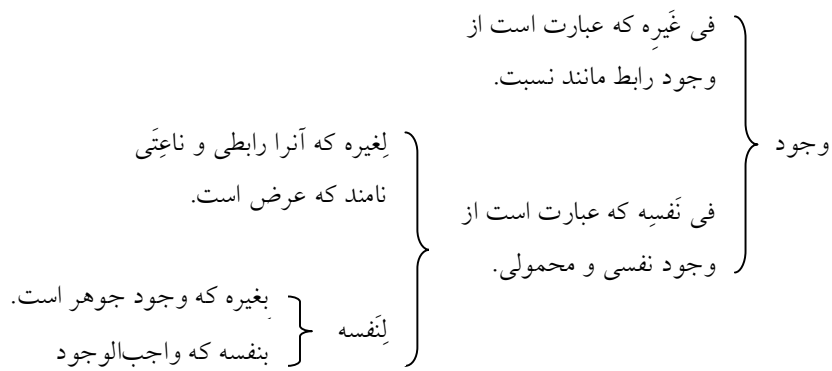 وجود
فی غَیرِه که عبارت است از
وجود رابط مانند نسبت.
فی نَفسِه که عبارت است از
وجود نفسی و محمولی.
لِغیره که آنرا رابطی و ناعِتَی
نامند که عرض است.
لِنَفسه
بِغیره که وجود جوهر است.
بنفسه که واجب‌الوجود